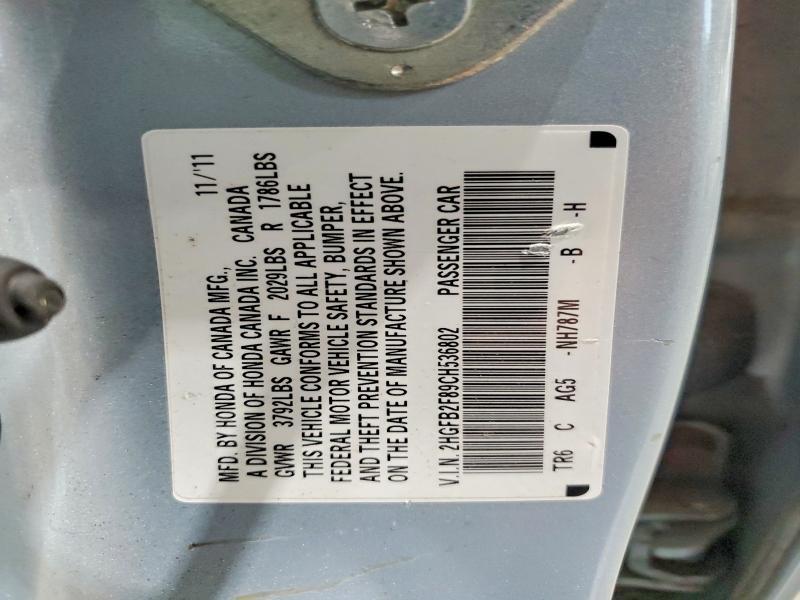 MFD. BY HONDA OF CANADA MFG., 11/'11
A DIVISION OF HONDA CANADA INC. CANADA
GVWR 3792LBS GAWR F 2029LBS R 1786LBS
THIS VEHICLE CONFORMS TO ALL APPLICABLE
FEDERAL MOTOR VEHICLE SAFETY, BUMPER,
AND THEFT PREVENTION STANDARDS IN EFFECT
ON THE DATE OF MANUFACTURE SHOWN ABOVE.
V.I.N. 2HGFB2F89CH536802 PASSENGER CAR
TR6 C AG5 -NH787M -B -H